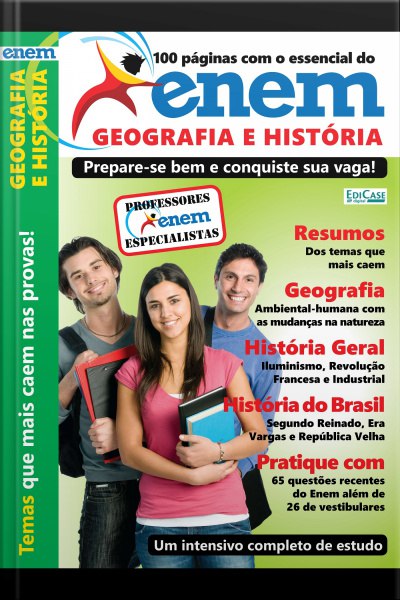 enem
GEOGRAFIA
E HISTÓRIA
Temas que mais caem nas provas!
100 páginas com o essencial do
enem
GEOGRAFIA E HISTÓRIA
Prepare-se bem e conquiste sua vaga!
EDICASE
digital
PROFESSORES
enem
ESPECIALISTAS
Resumos
Dos temas que
mais caem
Geografia
Ambiental-humana com
as mudanças na natureza
História Geral
Iluminismo, Revolução
Francesa e Industrial
História do Brasil
Segundo Reinado, Era
Vargas e República Velha
Pratique com
65 questões recentes
do Enem além de
26 de vestibulares
Um intensivo completo de estudo